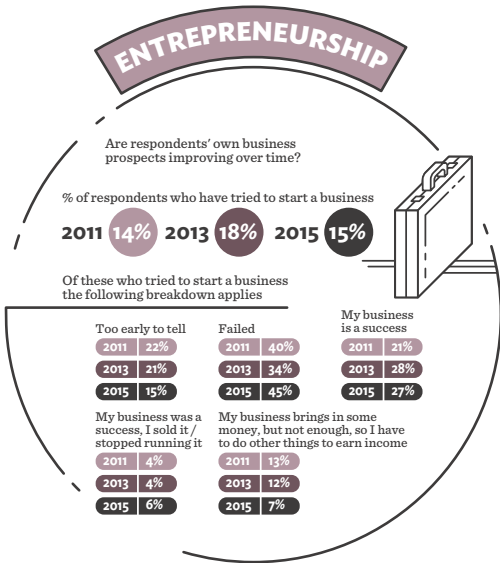 ENTREPRENEURSHIP
Are respondents' own business
prospects improving over time?
% of respondents who have tried to start a business
2011 14% 2013 18% 2015 15%
Of these who tried to start a business
the following breakdown applies
Too early to tell
2011 22%
2013 21%
2015 15%
Failed
2011 40%
2013 34%
2015 45%
My business
is a success
2011 21%
2013 28%
2015 27%
My business was a
success, I sold it /
stopped running it
2011 4%
2013 4%
2015 6%
My business brings in some
money, but not enough, so I have
to do other things to earn income
2011 13%
2013 12%
2015 7%